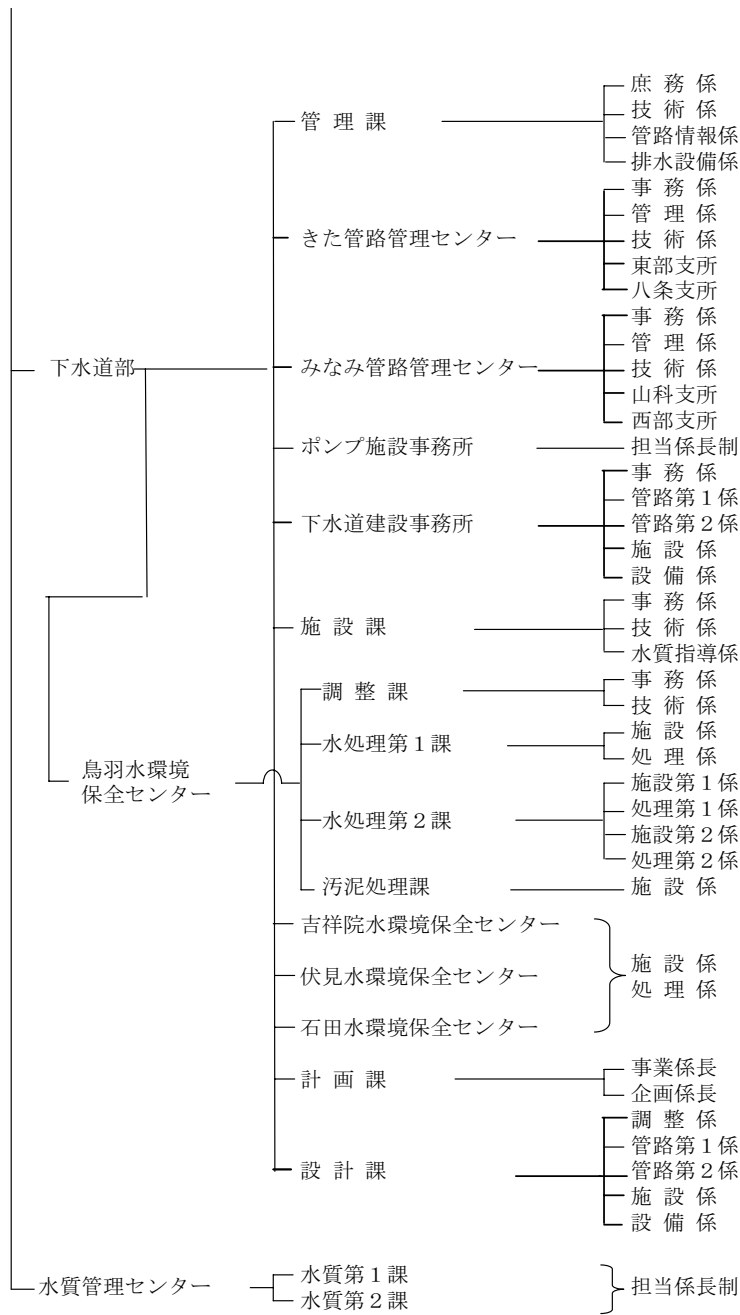 下水道部
管理課
庶務係
技術係
管路情報係
排水設備係
きた管路管理センター
事務係
管理係
技術係
東部支所
八条支所
みなみ管路管理センター
事務係
管理係
技術係
山科支所
西部支所
ポンプ施設事務所
担当係長制
下水道建設事務所
事務係
管路第1係
管路第2係
施設係
設備係
施設課
事務係
技術係
水質指導係
鳥羽水環境
保全センター
調整課
事務係
技術係
水処理第1課
施設係
処理係
水処理第2課
施設第1係
処理第1係
施設第2係
処理第2係
汚泥処理課
施設係
吉祥院水環境保全センター
伏見水環境保全センター
石田水環境保全センター
施設係
処理係
計画課
事業係長
企画係長
設計課
調整係
管路第1係
管路第2係
施設係
設備係
水質管理センター
水質第1課
水質第2課
担当係長制